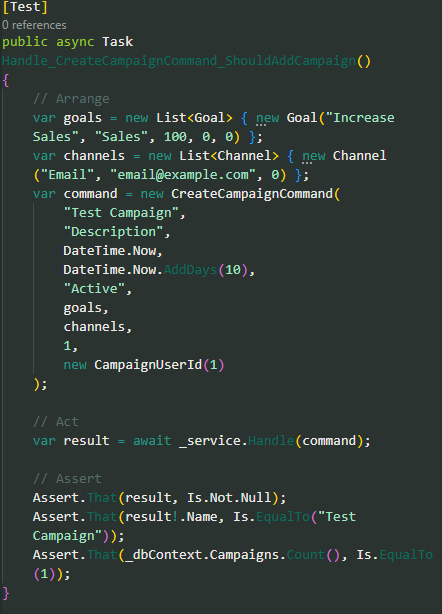 [Test]
0 references
public async Task
Handle_CreateCampaignCommand_ShouldAddCampaign()
{
// Arrange
var goals = new List<Goal> { new Goal("Increase
Sales", "Sales", 100, 0, 0) };
var channels = new List<Channel> { new Channel
("Email", "email@example.com", 0) };
var command = new CreateCampaignCommand(
"Test Campaign",
"Description",
DateTime.Now,
DateTime.Now.AddDays(10),
"Active",
goals,
channels,
1,
new CampaignUserId(1)
);
// Act
var result = await _service.Handle(command);
// Assert
Assert.That(result, Is.Not.Null);
Assert.That(result!.Name, Is.EqualTo("Test
Campaign"));
Assert.That(_dbContext.Campaigns.Count(), Is.EqualTo
(1));
}